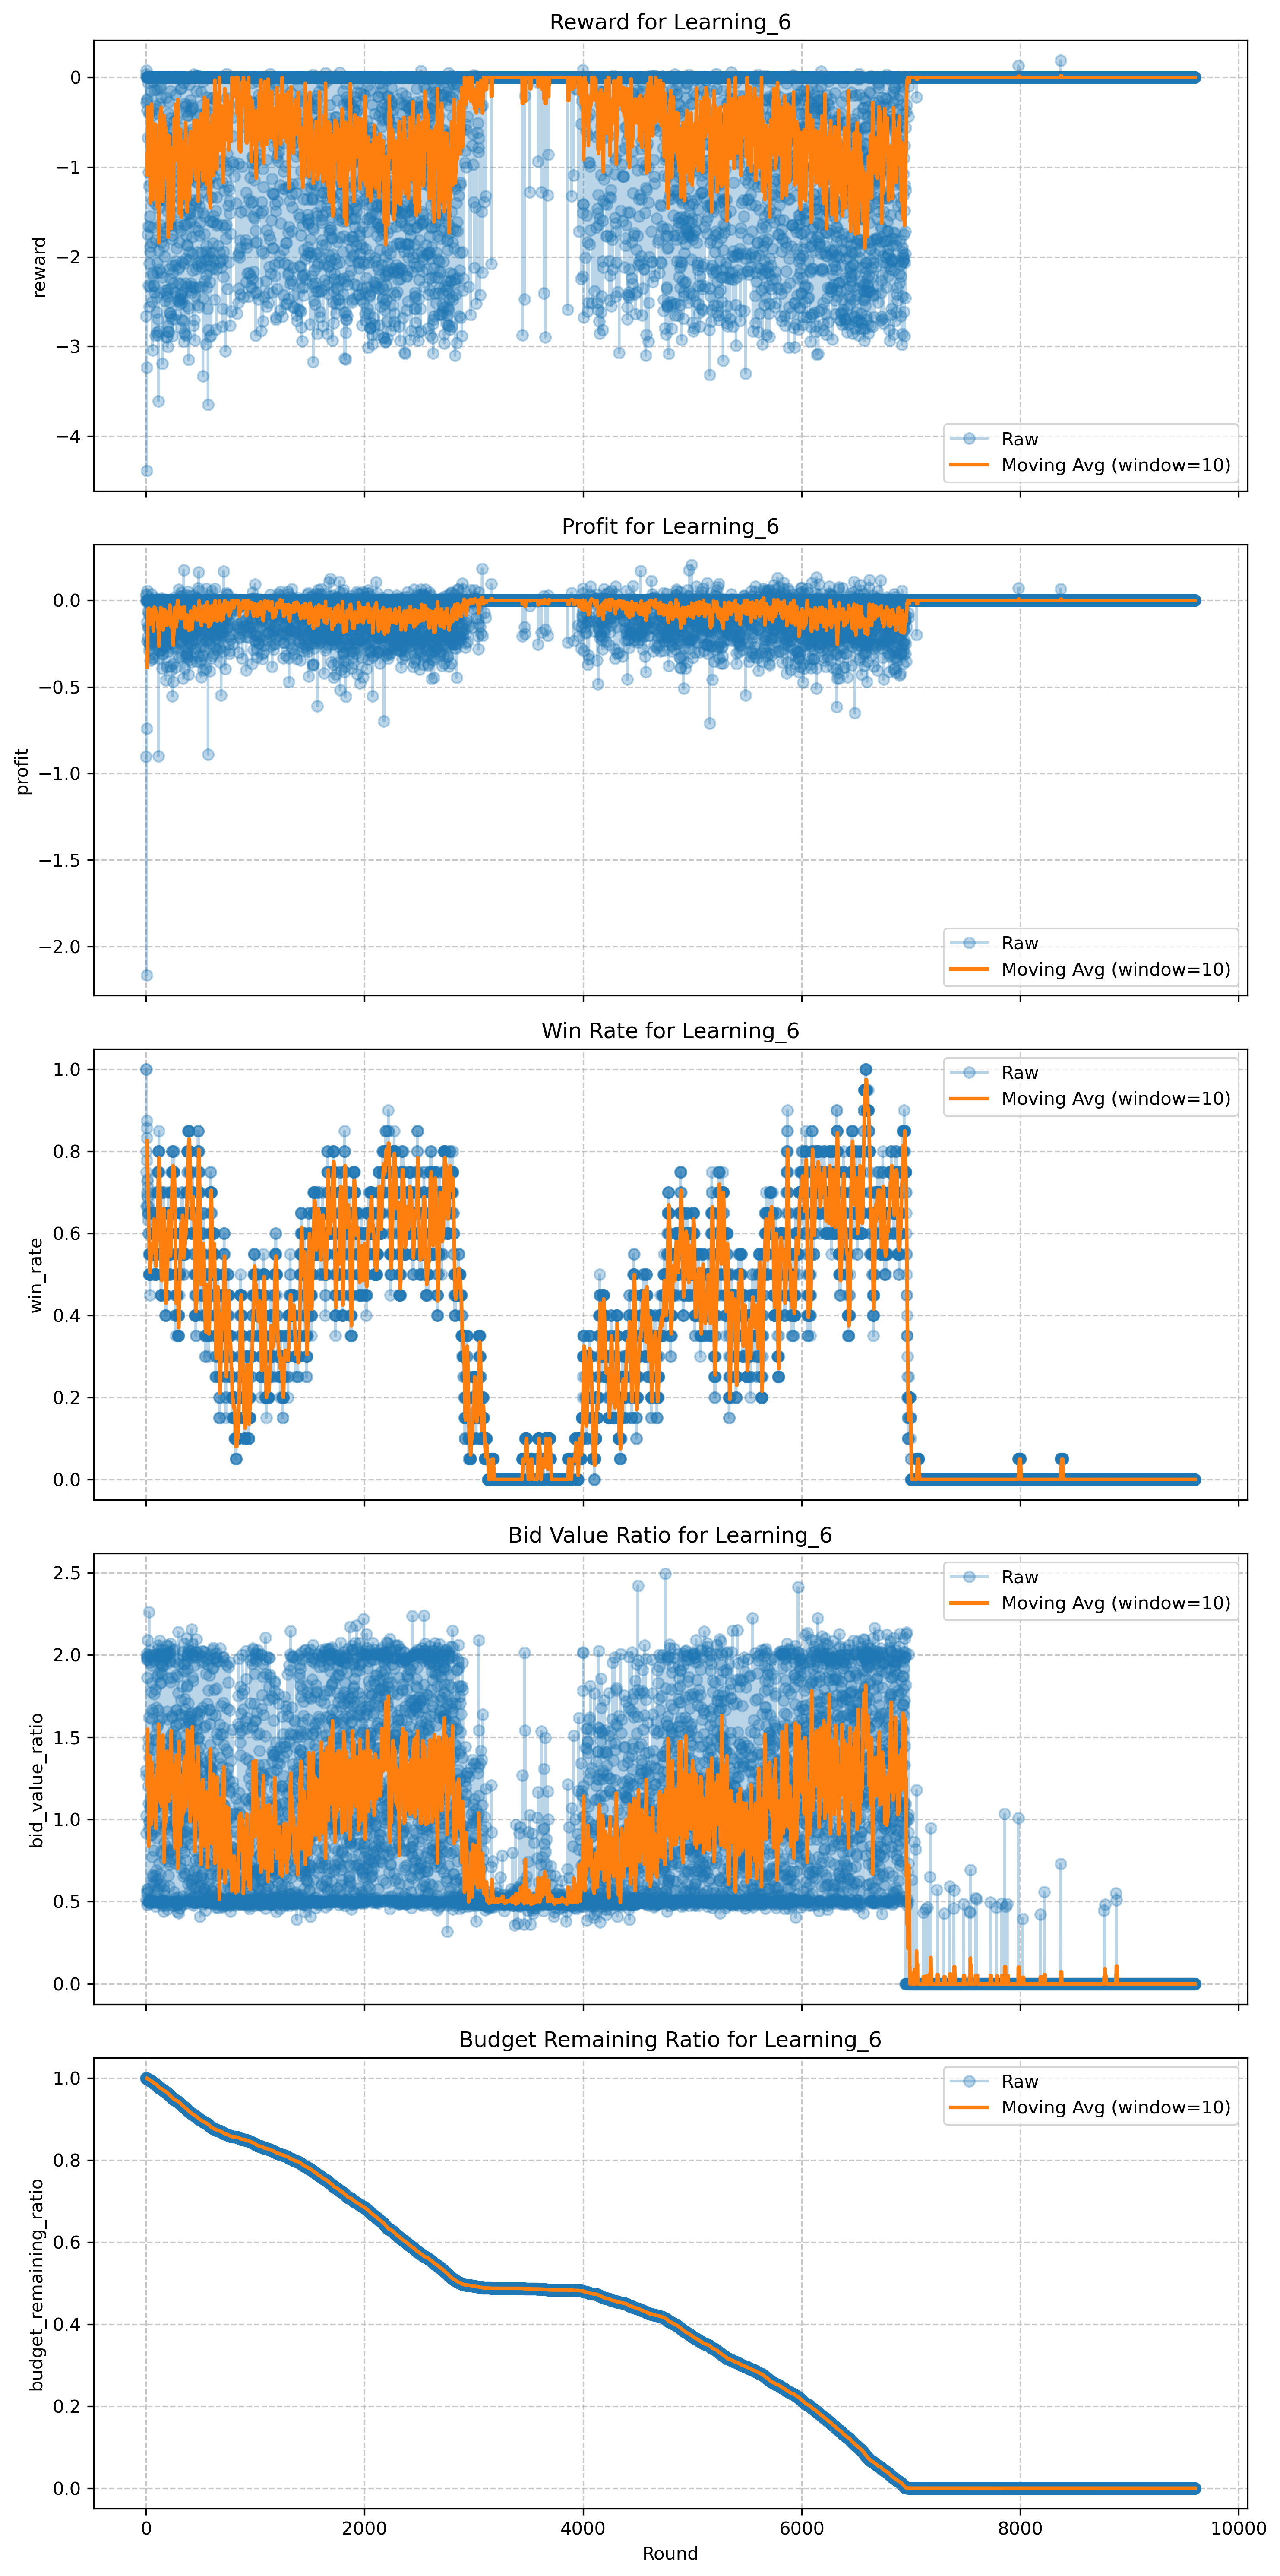 Reward for Learning_6
0
−1
−2
−3
−4
reward
Raw
Moving Avg (window=10)
Profit for Learning_6
0.0
−0.5
−1.0
−1.5
−2.0
profit
Raw
Moving Avg (window=10)
Win Rate for Learning_6
1.0
0.8
0.6
0.4
0.2
0.0
win_rate
Raw
Moving Avg (window=10)
Bid Value Ratio for Learning_6
2.5
2.0
1.5
1.0
0.5
0.0
bid_value_ratio
Raw
Moving Avg (window=10)
Budget Remaining Ratio for Learning_6
1.0
0.8
0.6
0.4
0.2
0.0
budget_remaining_ratio
Raw
Moving Avg (window=10)
0 2000 4000 6000 8000 10000
Round